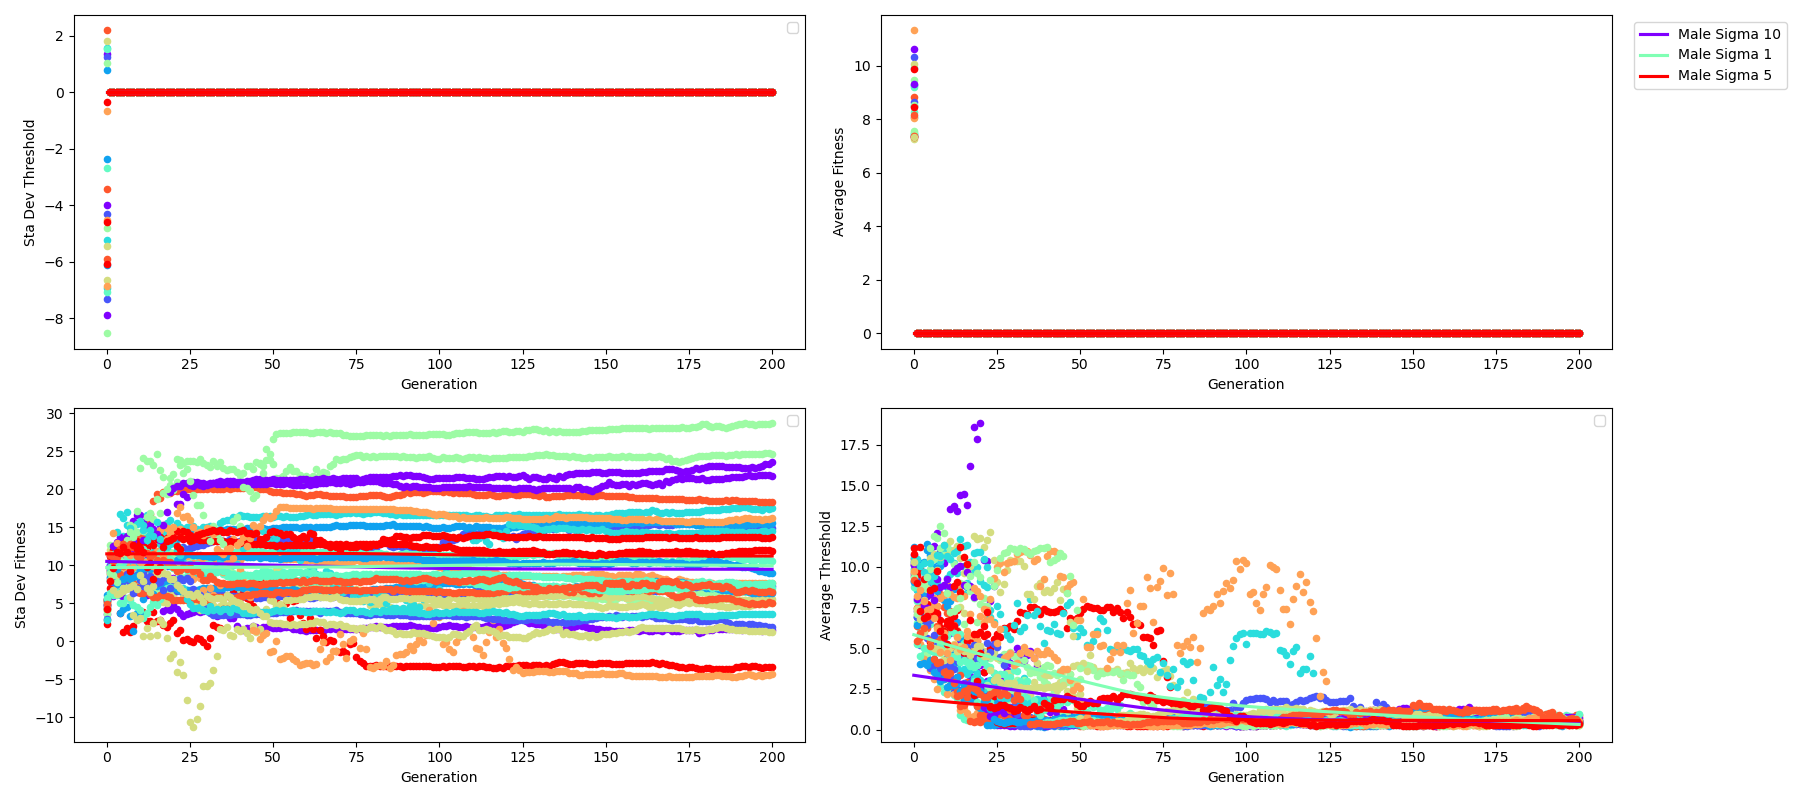 2
0
−2
−4
−6
−8
Sta Dev Threshold
0 25 50 75 100 125 150 175 200
Generation
10
8
6
4
2
0
Average Fitness
0 25 50 75 100 125 150 175 200
Generation
Male Sigma 10
Male Sigma 1
Male Sigma 5
30
25
20
15
10
5
0
−5
−10
Sta Dev Fitness
0 25 50 75 100 125 150 175 200
Generation
17.5
15.0
12.5
10.0
7.5
5.0
2.5
0.0
Average Threshold
0 25 50 75 100 125 150 175 200
Generation